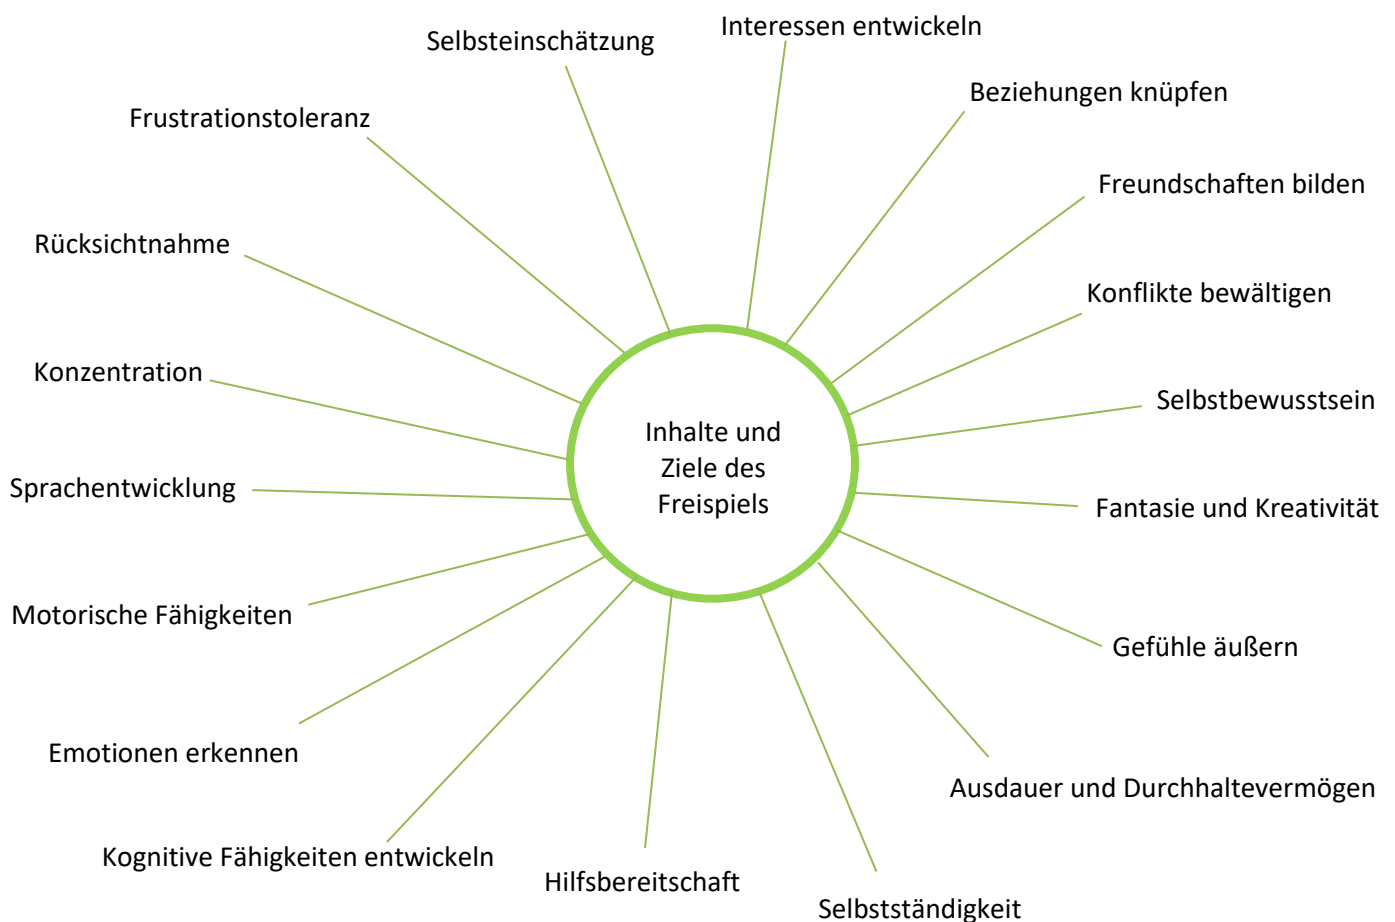 Interessen entwickeln
Selbsteinschätzung
Beziehungen knüpfen
Frustrationstoleranz
Freundschaften bilden
Rücksichtnahme
Konflikte bewältigen
Konzentration
Selbstbewusstsein
Inhalte und
Ziele des
Freispiels
Sprachentwicklung
Fantasie und Kreativität
Motorische Fähigkeiten
Gefühle äußern
Emotionen erkennen
Ausdauer und Durchhaltevermögen
Kognitive Fähigkeiten entwickeln
Hilfsbereitschaft
Selbstständigkeit